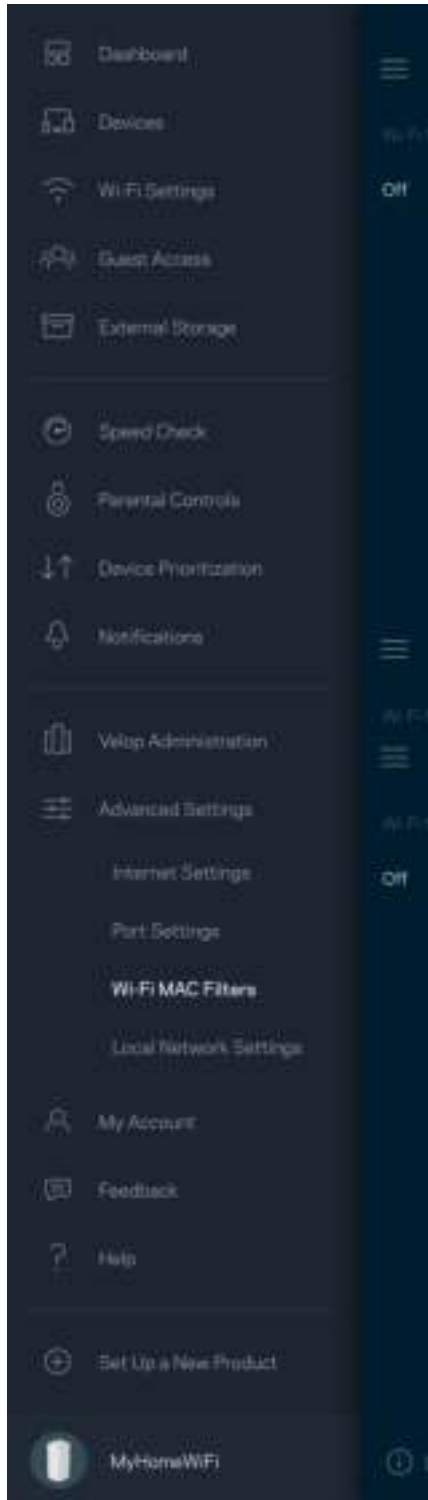 Dashboard
Devices
Wi-Fi Settings
Guest Access
External Storage
Speed Check
Parental Controls
Device Prioritization
Notifications
Velop Administration
Advanced Settings
Internet Settings
Port Settings
Wi-Fi MAC Filters
Local Network Settings
My Account
Feedback
Help
Set Up a New Product
MyHomeWiFi
Off
Off